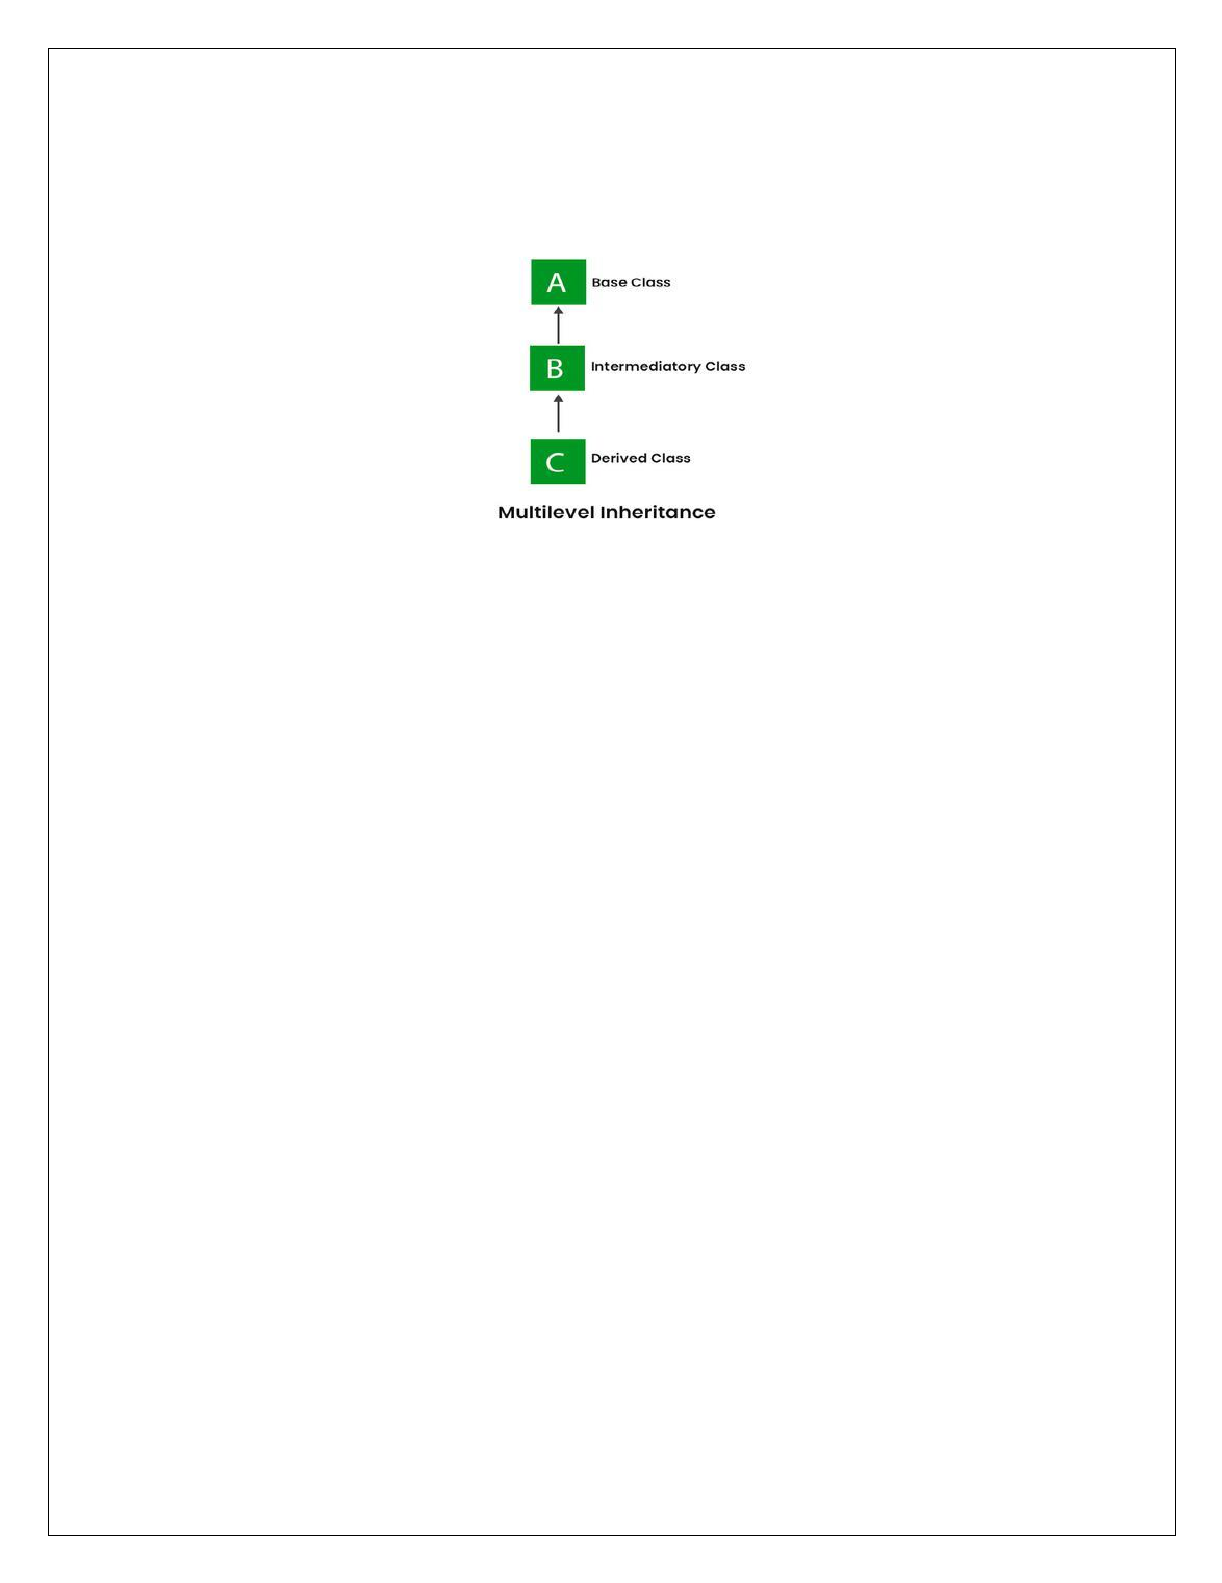 A Base Class
B Intermediatory Class
C Derived Class
Multilevel Inheritance